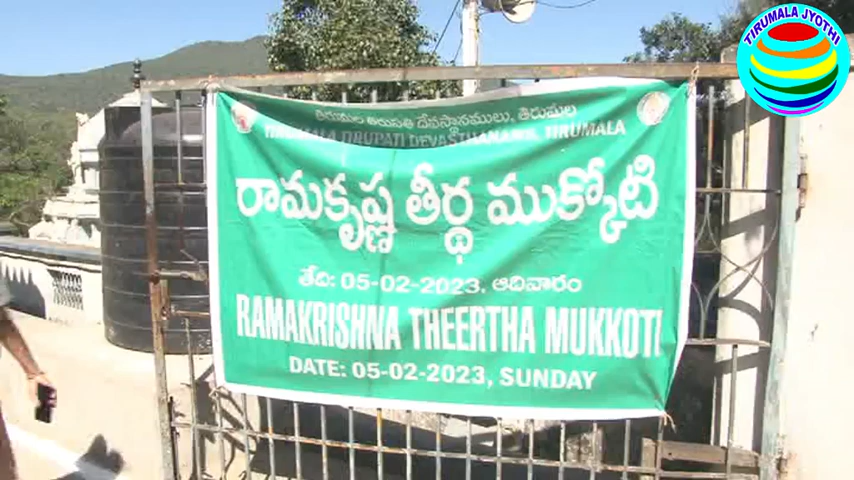 TIRUMALA JYOTHI
తిరుమల తిరుపతి దేవస్థానములు, తిరుమల
TIRUMALA TIRUPATI DEVASTHANAMS, TIRUMALA
రామకృష్ణ తీర్థ ముక్కోటి
తేది: 05-02-2023, ఆదివారం
RAMAKRISHNA THEERTHA MUKKOTI
DATE: 05-02-2023, SUNDAY